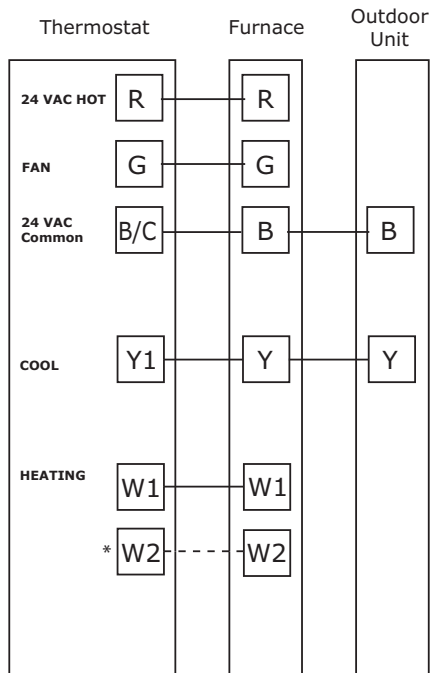 Thermostat Furnace Outdoor
Unit
24 VAC HOT R R
FAN G G
24 VAC
Common B/C B B
COOL Y1 Y Y
HEATING
W1 W1
* W2 W2